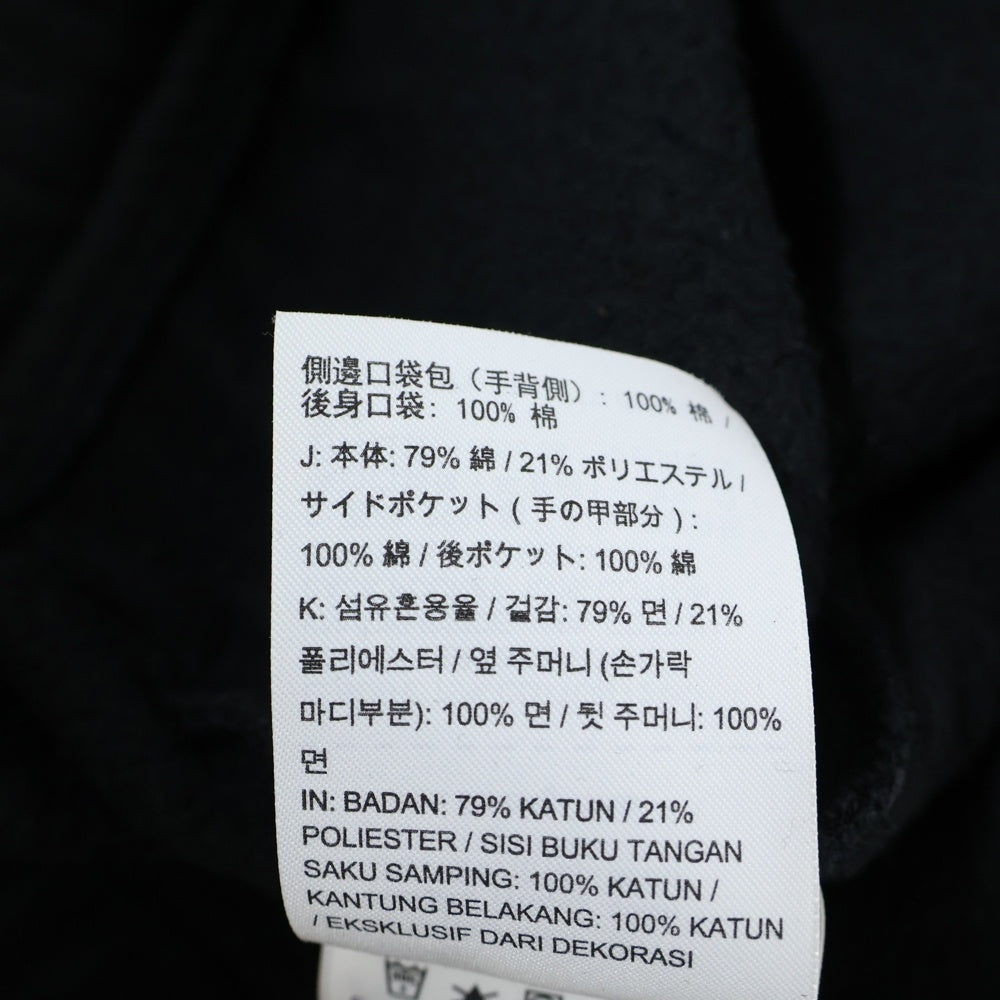 側邊口袋包（手背側）: 100% 棉 /
後身口袋: 100% 棉
J: 本体: 79% 綿 / 21% ポリエステル /
サイドポケット ( 手の甲部分 ) :
100% 綿 / 後ポケット: 100% 綿
K: 섬유혼용율 / 겉감: 79% 면 / 21%
폴리에스터 / 옆 주머니 (손가락
마디부분): 100% 면 / 뒷 주머니: 100%
면
IN: BADAN: 79% KATUN / 21%
POLIESTER / SISI BUKU TANGAN
SAKU SAMPING: 100% KATUN /
KANTUNG BELAKANG: 100% KATUN
/ EKSKLUSIF DARI DEKORASI